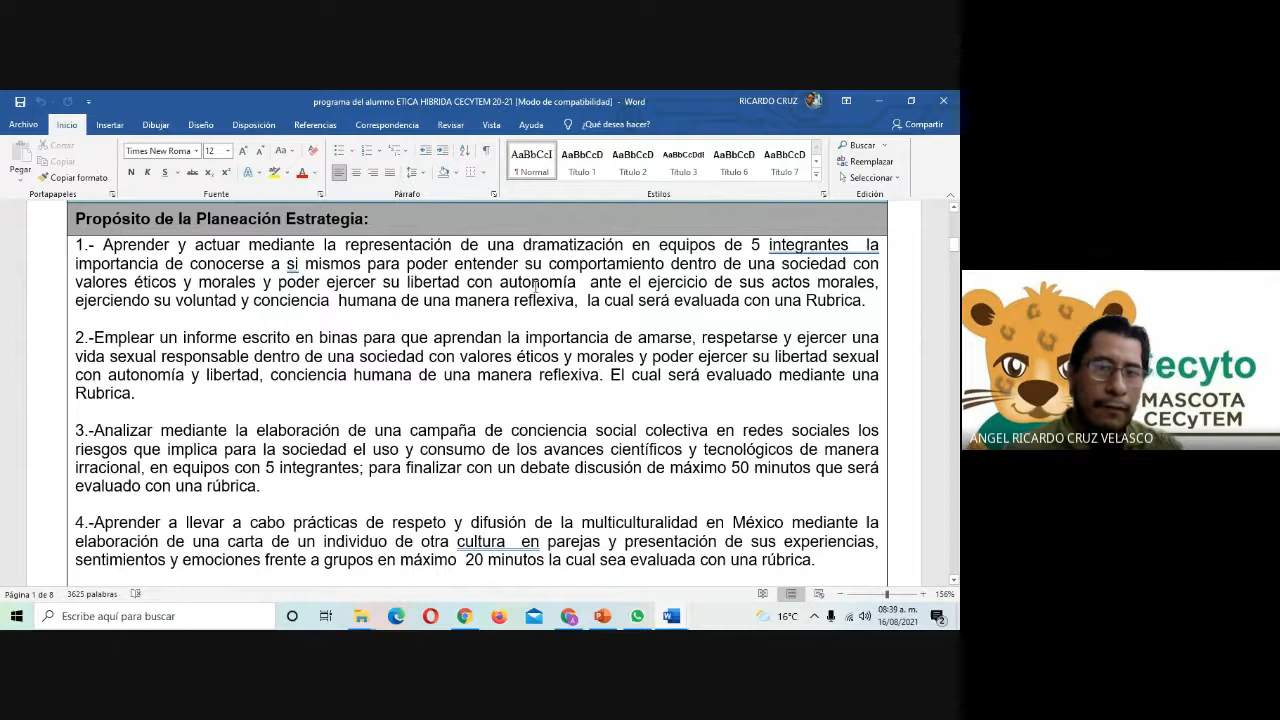 programa del alumno ETICA HIBRIDA CECYTEM 20-21 [Modo de compatibilidad] - Word
RICARDO CRUZ
Archivo Inicio Insertar Dibujar Diseño Disposición Referencias Correspondencia Revisar Vista Ayuda ¿Qué desea hacer? Compartir
Pegar
Cortar
Copiar
Copiar formato
Portapapeles
Times New Roma 12
Fuente
Párrafo
AaBbCcI AaBbCcD AaBbCcD AaBbCcDdI AaBbCcD AaBbCcD
¶ Normal Título 1 Título 2 Título 3 Título 6 Título 7
Estilos
Buscar
Reemplazar
Seleccionar
Edición
Propósito de la Planeación Estrategia:
1.- Aprender y actuar mediante la representación de una dramatización en equipos de 5 integrantes la
importancia de conocerse a si mismos para poder entender su comportamiento dentro de una sociedad con
valores éticos y morales y poder ejercer su libertad con autonomía ante el ejercicio de sus actos morales,
ejerciendo su voluntad y conciencia humana de una manera reflexiva, la cual será evaluada con una Rubrica.
2.-Emplear un informe escrito en binas para que aprendan la importancia de amarse, respetarse y ejercer una
vida sexual responsable dentro de una sociedad con valores éticos y morales y poder ejercer su libertad sexual
con autonomía y libertad, conciencia humana de una manera reflexiva. El cual será evaluado mediante una
Rubrica.
3.-Analizar mediante la elaboración de una campaña de conciencia social colectiva en redes sociales los
riesgos que implica para la sociedad el uso y consumo de los avances científicos y tecnológicos de manera
irracional, en equipos con 5 integrantes; para finalizar con un debate discusión de máximo 50 minutos que será
evaluado con una rúbrica.
4.-Aprender a llevar a cabo prácticas de respeto y difusión de la multiculturalidad en México mediante la
elaboración de una carta de un individuo de otra cultura en parejas y presentación de sus experiencias,
sentimientos y emociones frente a grupos en máximo 20 minutos la cual sea evaluada con una rúbrica.
Página 1 de 8 3625 palabras
156%
Escribe aquí para buscar
16°C
08:39 a. m.
16/08/2021
2
ecyto
MASCOTA
CECyTEM
ANGEL RICARDO CRUZ VELASCO